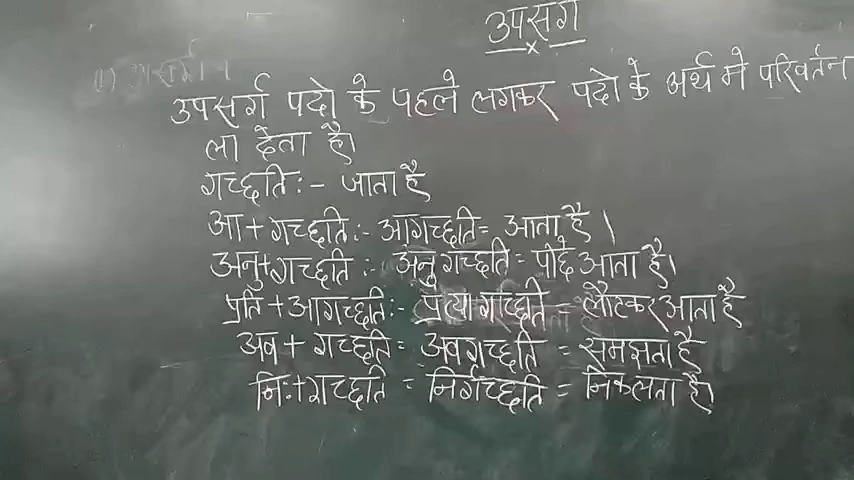 उपसर्ग
उपसर्ग पदो के पहले लगकर पदो के अर्थ मे परिवर्तन
ला देता है।
गच्छति :- जाता है
आ + गच्छति :- आगच्छति = आता है ।
अनु + गच्छति :- अनुगच्छति = पीछे आता है।
प्रति + आगच्छति :- प्रत्यागच्छति = लौटकर आता है
अव + गच्छति = अवगच्छति = समझता है
निः + गच्छति = निर्गच्छति = निकलता है।